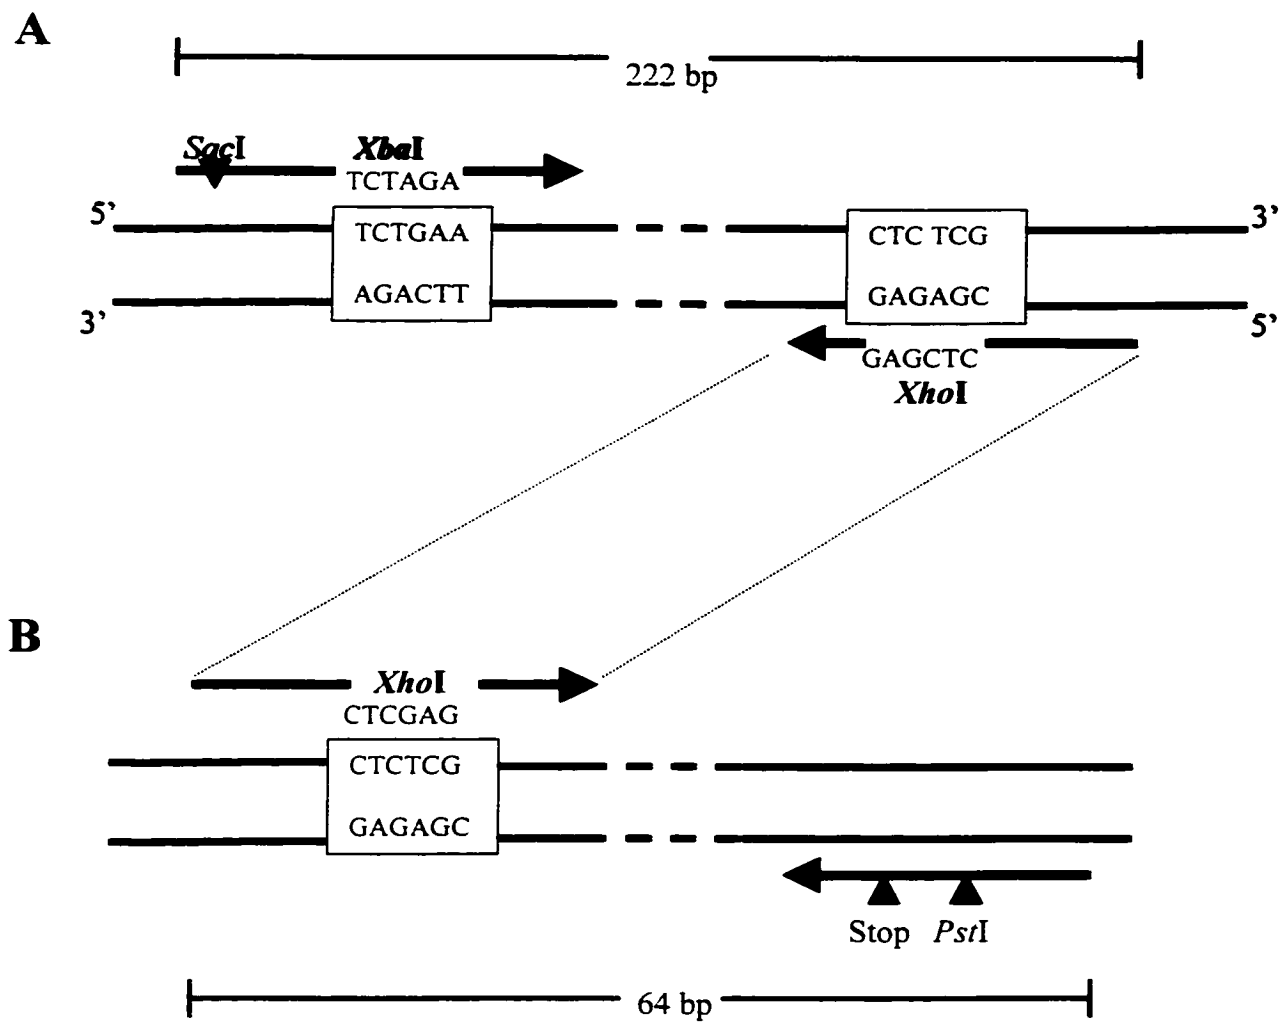 A
222 bp
SacI XbaI
TCTAGA
5' 3'
TCTGAA CTC TCG
AGACTT GAGAGC
3' 5'
GAGCTC
XhoI
B
XhoI
CTCGAG
CTCTCG
GAGAGC
Stop PstI
64 bp